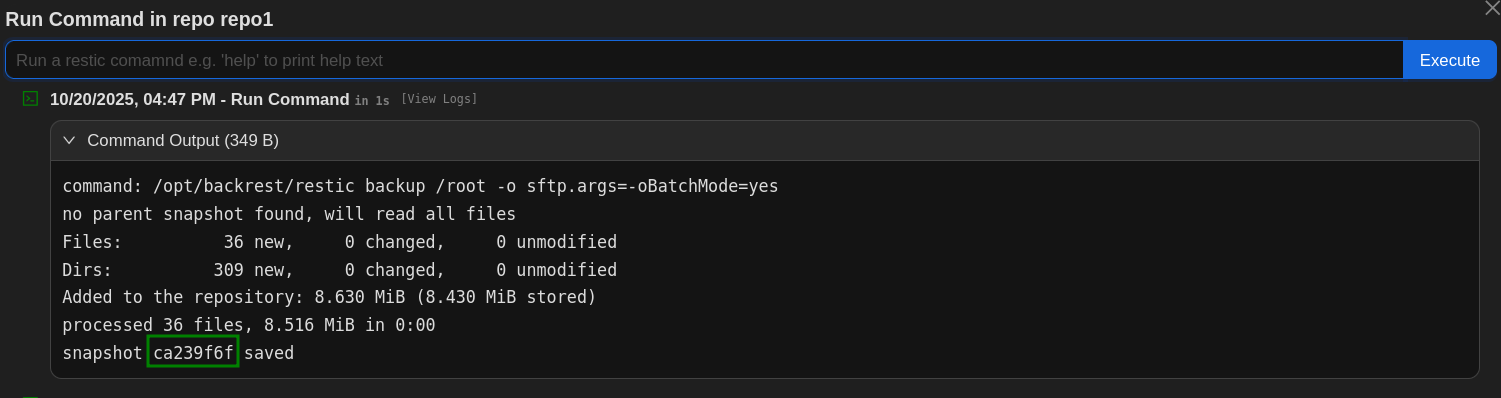 Run Command in repo repo1
Run a restic comamnd e.g. 'help' to print help text
Execute
10/20/2025, 04:47 PM - Run Command in 1s [View Logs]
Command Output (349 B)
command: /opt/backrest/restic backup /root -o sftp.args=-oBatchMode=yes
no parent snapshot found, will read all files
Files:          36 new,     0 changed,     0 unmodified
Dirs:          309 new,     0 changed,     0 unmodified
Added to the repository: 8.630 MiB (8.430 MiB stored)
processed 36 files, 8.516 MiB in 0:00
snapshot ca239f6f saved